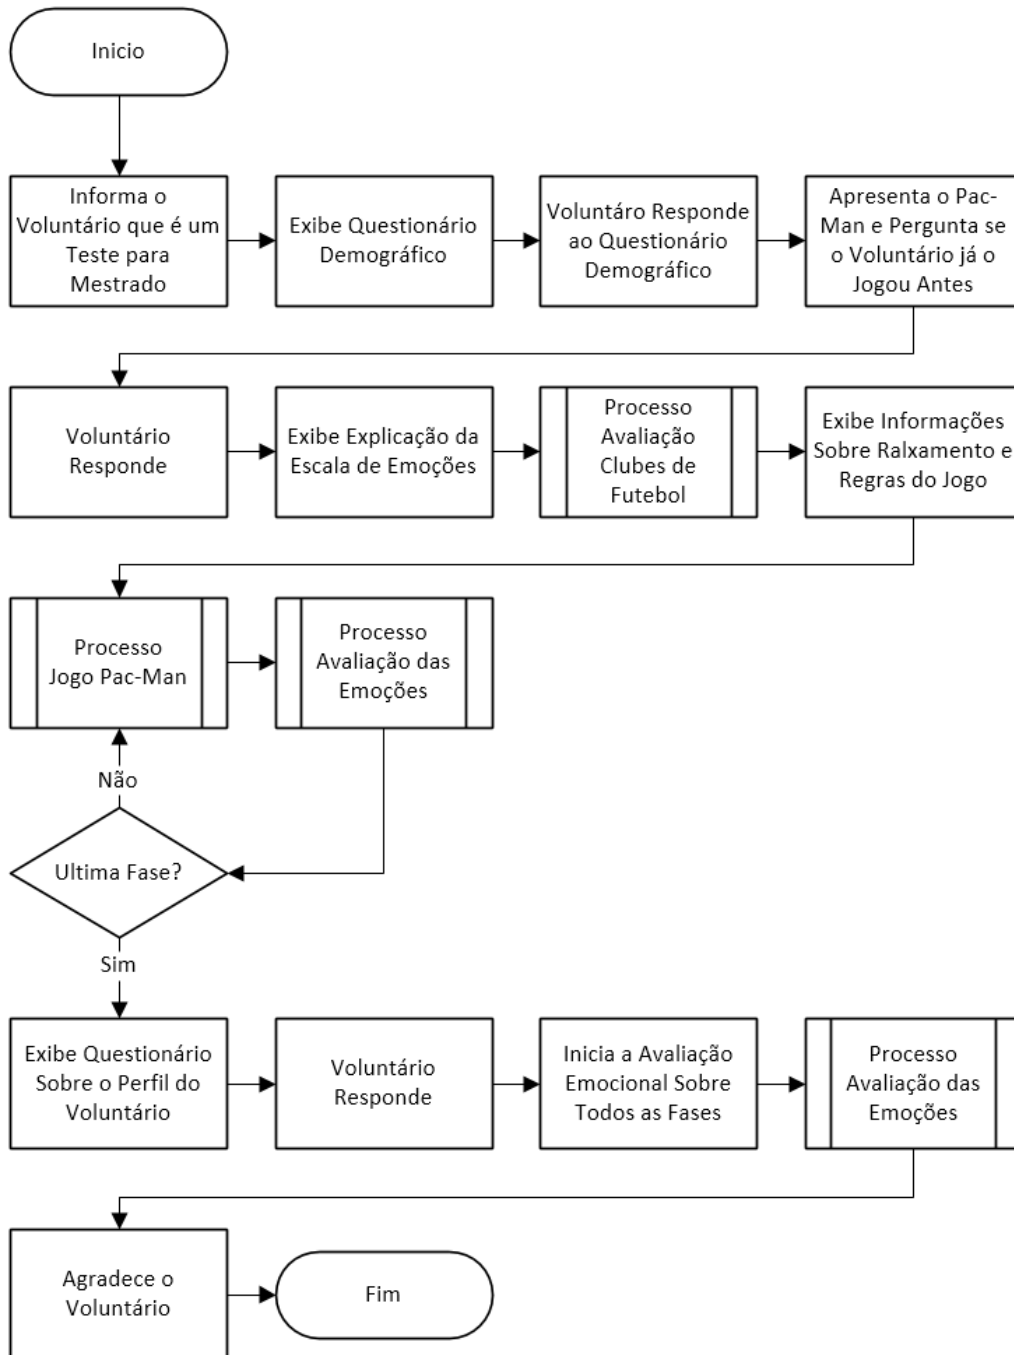 Inicio
Informa o
Voluntário que é um
Teste para
Mestrado
Exibe Questionário
Demográfico
Voluntáro Responde
ao Questionário
Demográfico
Apresenta o Pac-
Man e Pergunta se
o Voluntário já o
Jogou Antes
Voluntário
Responde
Exibe Explicação da
Escala de Emoções
Processo
Avaliação
Clubes de
Futebol
Exibe Informações
Sobre Ralxamento e
Regras do Jogo
Processo
Jogo Pac-Man
Processo
Avaliação das
Emoções
Não
Ultima Fase?
Sim
Exibe Questionário
Sobre o Perfil do
Voluntário
Voluntário
Responde
Inicia a Avaliação
Emocional Sobre
Todos as Fases
Processo
Avaliação das
Emoções
Agradece o
Voluntário
Fim